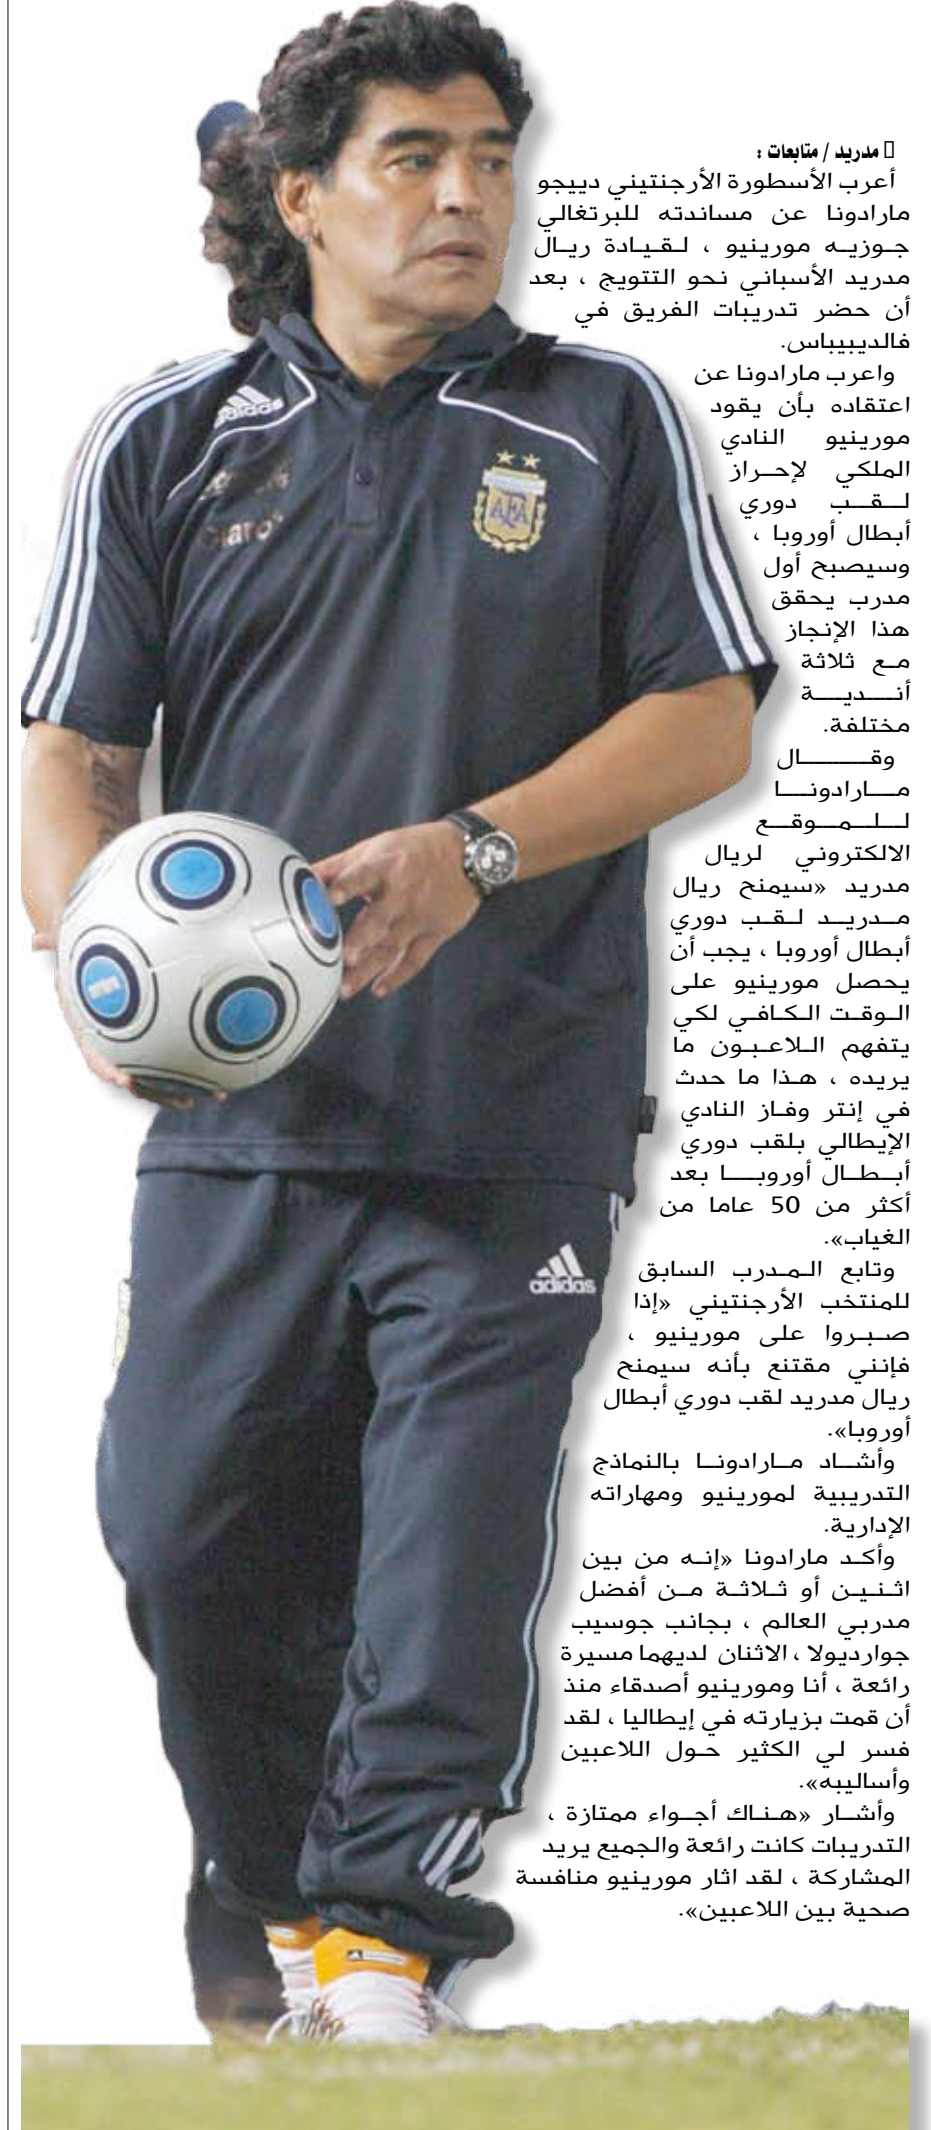 مدريد / متابعات :
أعرب الأسطورة الأرجنتيني دييجو
مارادونا عن مساندته للبرتغالي
جوزيه مورينيو ، لقيادة ريال
مدريد الأسباني نحو التتويج ، بعد
أن حضر تدريبات الفريق في
فالديبيباس.
واعرب مارادونا عن
اعتقاده بأن يقود
مورينيو النادي
الملكي لإحراز
لقب دوري
أبطال أوروبا ،
وسيصبح أول
مدرب يحقق
هذا الإنجاز
مع ثلاثة
أندية
مختلفة.
وقال
مارادونا
للموقع
الالكتروني لريال
مدريد «سيمنح ريال
مدريد لقب دوري
أبطال أوروبا ، يجب أن
يحصل مورينيو على
الوقت الكافي لكي
يتفهم اللاعبون ما
يريده ، هذا ما حدث
في إنتر وفاز النادي
الإيطالي بلقب دوري
أبطال أوروبا بعد
أكثر من 50 عاما من
الغياب».
وتابع المدرب السابق
للمنتخب الأرجنتيني «إذا
صبروا على مورينيو ،
فإنني مقتنع بأنه سيمنح
ريال مدريد لقب دوري أبطال
أوروبا».
وأشاد مارادونا بالنماذج
التدريبية لمورينيو ومهاراته
الإدارية.
وأكد مارادونا «إنه من بين
اثنين أو ثلاثة من أفضل
مدربي العالم ، بجانب جوسيب
جوارديولا ، الاثنان لديهما مسيرة
رائعة ، أنا ومورينيو أصدقاء منذ
أن قمت بزيارته في إيطاليا ، لقد
فسر لي الكثير حول اللاعبين
وأساليبه».
وأشار «هناك أجواء ممتازة ،
التدريبات كانت رائعة والجميع يريد
المشاركة ، لقد اثار مورينيو منافسة
صحية بين اللاعبين».
adidas
AFA
adidas